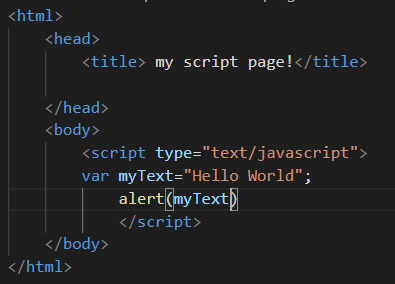 <html>
<head>
<title> my script page!</title>
</head>
<body>
<script type="text/javascript">
var myText="Hello World";
alert(myText)
</script>
</body>
</html>